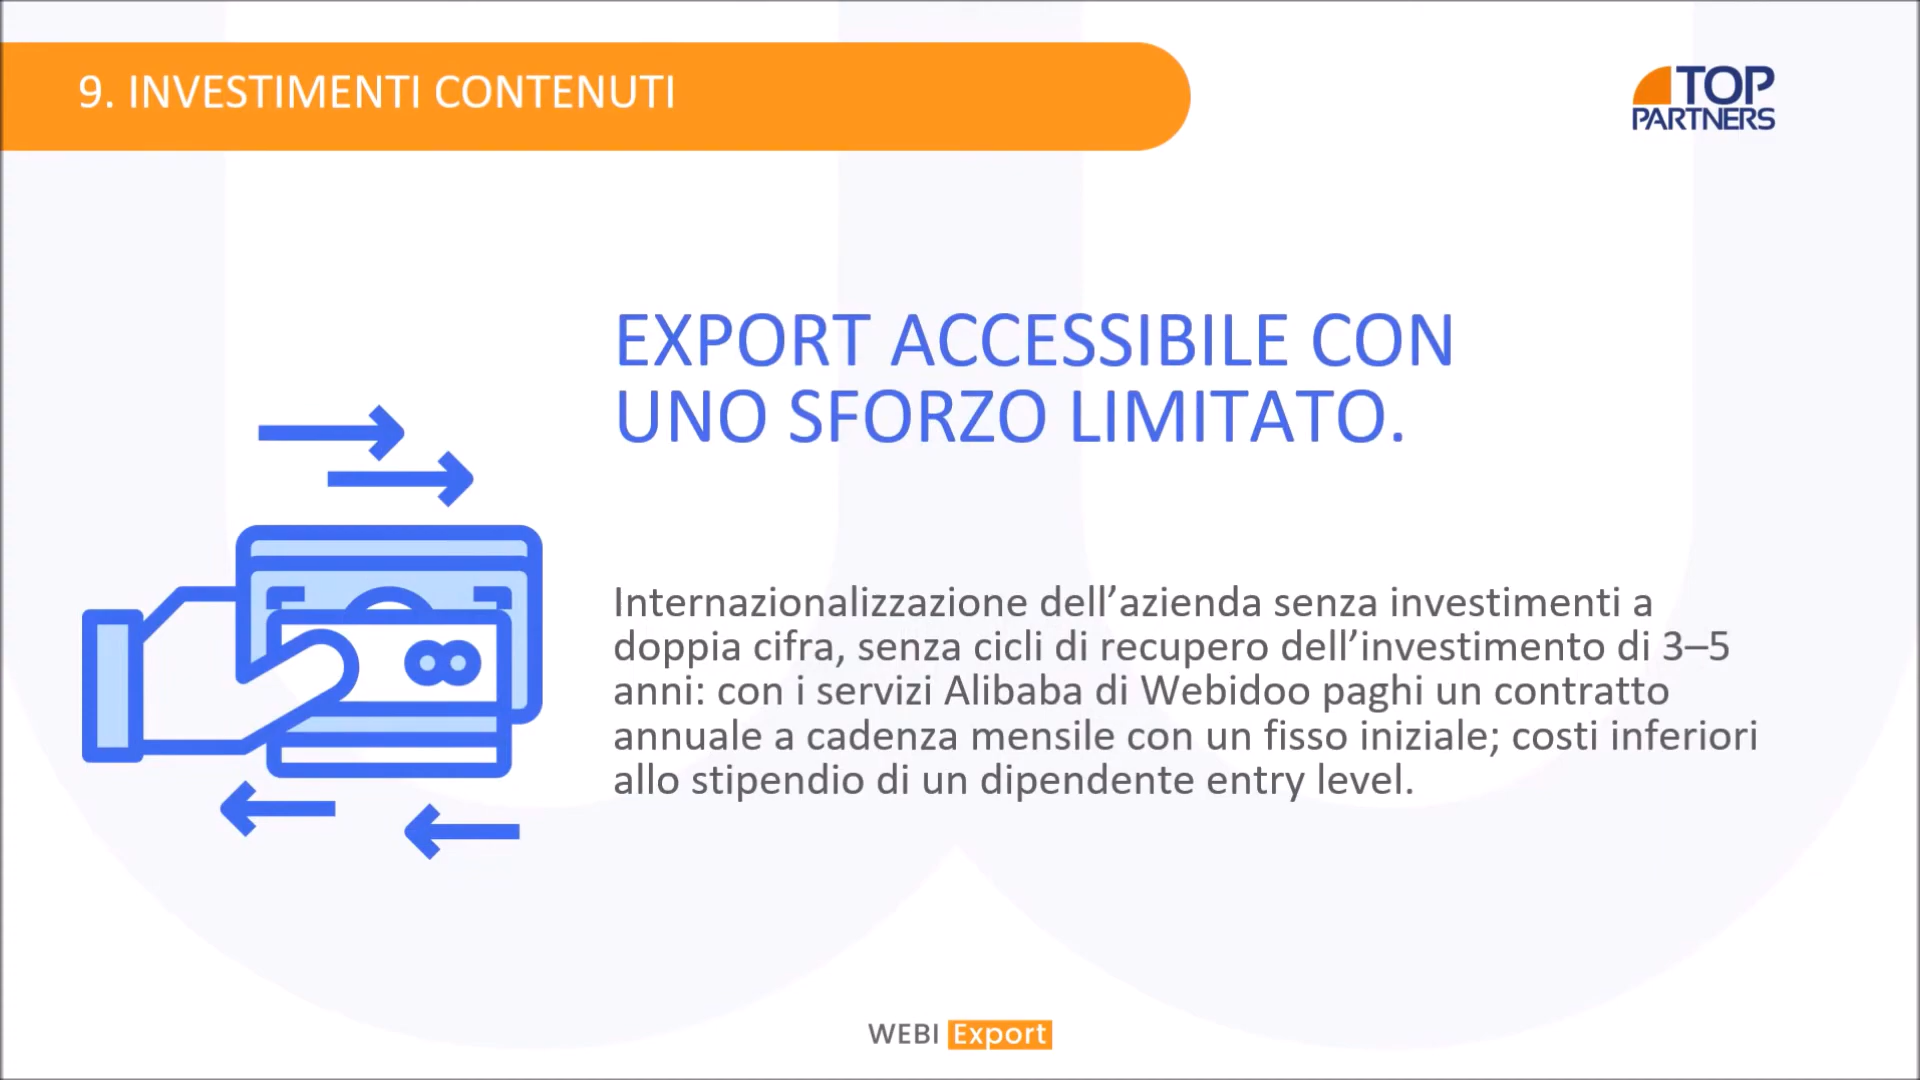 9. INVESTIMENTI CONTENUTI
TOP
PARTNERS
EXPORT ACCESSIBILE CON
UNO SFORZO LIMITATO.
Internazionalizzazione dell’azienda senza investimenti a
doppia cifra, senza cicli di recupero dell’investimento di 3–5
anni: con i servizi Alibaba di Webidoo paghi un contratto
annuale a cadenza mensile con un fisso iniziale; costi inferiori
allo stipendio di un dipendente entry level.
WEBI Export